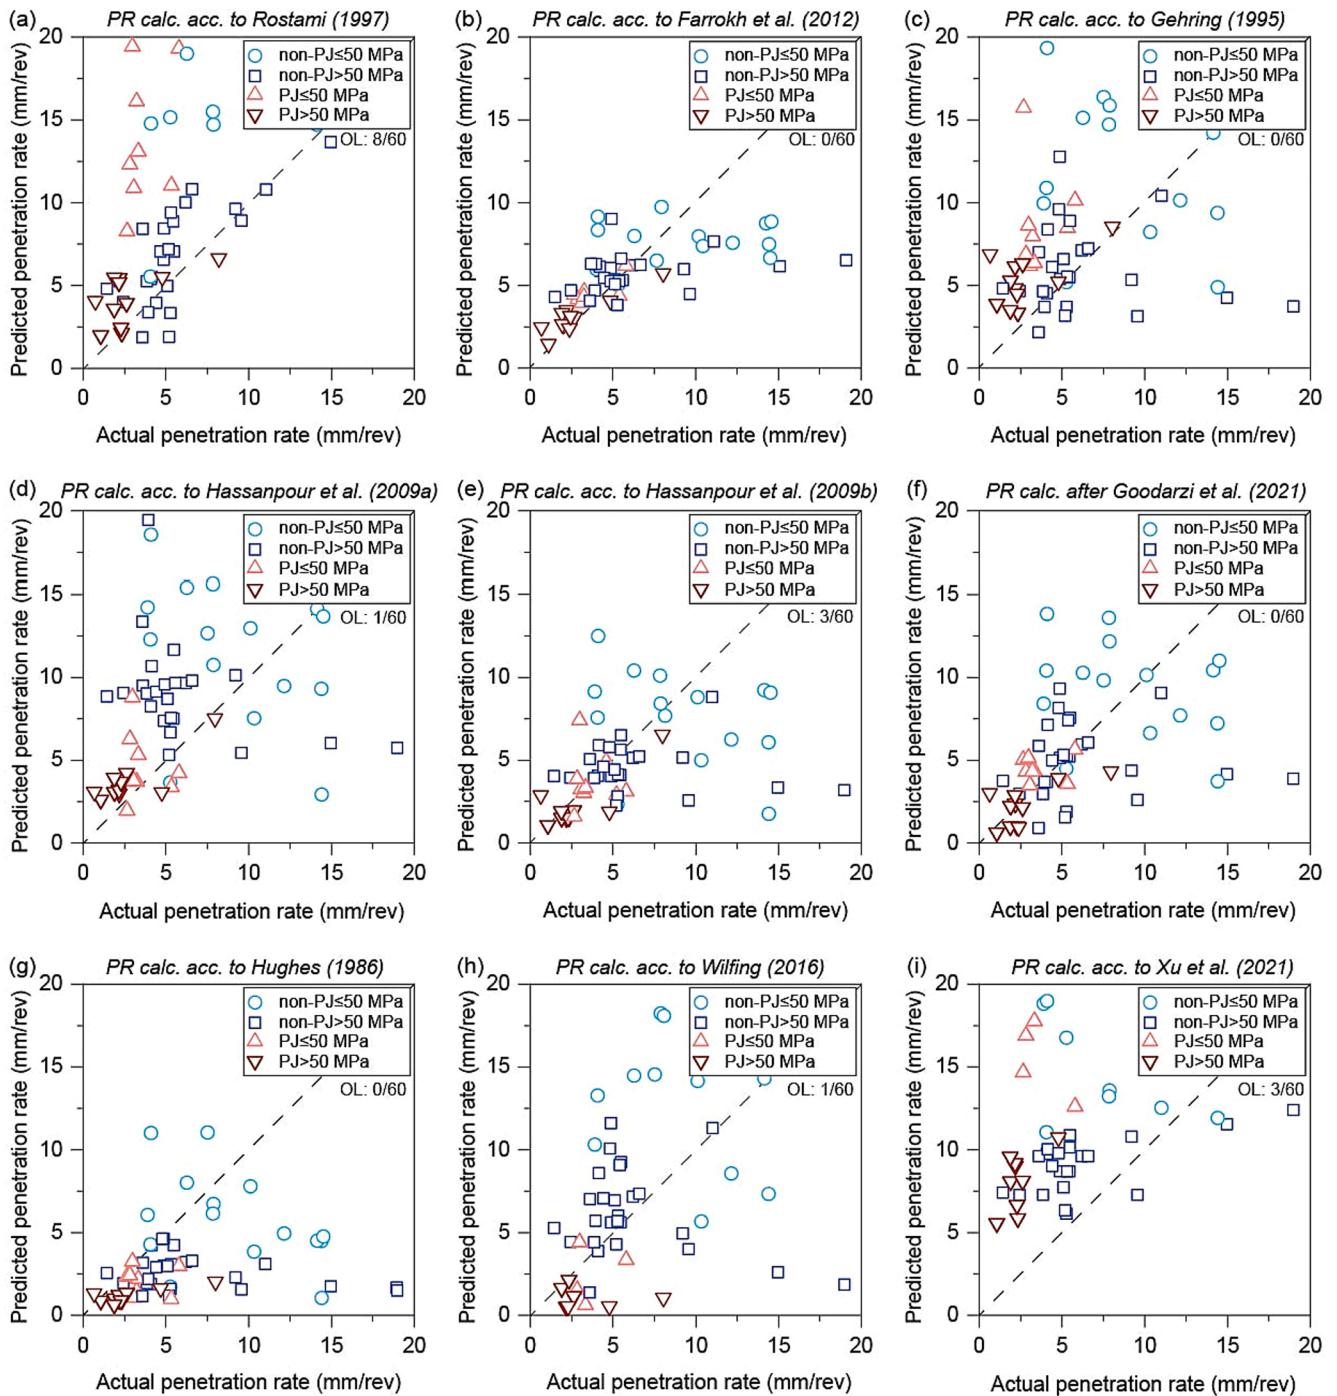 (a) PR calc. acc. to Rostami (1997)
20
15
10
5
0
Predicted penetration rate (mm/rev)
non-PJ≤50 MPa
non-PJ>50 MPa
PJ≤50 MPa
PJ>50 MPa
OL: 8/60
0 5 10 15 20
Actual penetration rate (mm/rev)
(b) PR calc. acc. to Farrokh et al. (2012)
20
15
10
5
0
Predicted penetration rate (mm/rev)
non-PJ≤50 MPa
non-PJ>50 MPa
PJ≤50 MPa
PJ>50 MPa
OL: 0/60
0 5 10 15 20
Actual penetration rate (mm/rev)
(c) PR calc. acc. to Gehring (1995)
20
15
10
5
0
Predicted penetration rate (mm/rev)
non-PJ≤50 MPa
non-PJ>50 MPa
PJ≤50 MPa
PJ>50 MPa
OL: 0/60
0 5 10 15 20
Actual penetration rate (mm/rev)
(d) PR calc. acc. to Hassanpour et al. (2009a)
20
15
10
5
0
Predicted penetration rate (mm/rev)
non-PJ≤50 MPa
non-PJ>50 MPa
PJ≤50 MPa
PJ>50 MPa
OL: 1/60
0 5 10 15 20
Actual penetration rate (mm/rev)
(e) PR calc. acc. to Hassanpour et al. (2009b)
20
15
10
5
0
Predicted penetration rate (mm/rev)
non-PJ≤50 MPa
non-PJ>50 MPa
PJ≤50 MPa
PJ>50 MPa
OL: 3/60
0 5 10 15 20
Actual penetration rate (mm/rev)
(f) PR calc. after Goodarzi et al. (2021)
20
15
10
5
0
Predicted penetration rate (mm/rev)
non-PJ≤50 MPa
non-PJ>50 MPa
PJ≤50 MPa
PJ>50 MPa
OL: 0/60
0 5 10 15 20
Actual penetration rate (mm/rev)
(g) PR calc. acc. to Hughes (1986)
20
15
10
5
0
Predicted penetration rate (mm/rev)
non-PJ≤50 MPa
non-PJ>50 MPa
PJ≤50 MPa
PJ>50 MPa
OL: 0/60
0 5 10 15 20
Actual penetration rate (mm/rev)
(h) PR calc. acc. to Wilfing (2016)
20
15
10
5
0
Predicted penetration rate (mm/rev)
non-PJ≤50 MPa
non-PJ>50 MPa
PJ≤50 MPa
PJ>50 MPa
OL: 1/60
0 5 10 15 20
Actual penetration rate (mm/rev)
(i) PR calc. acc. to Xu et al. (2021)
20
15
10
5
0
Predicted penetration rate (mm/rev)
non-PJ≤50 MPa
non-PJ>50 MPa
PJ≤50 MPa
PJ>50 MPa
OL: 3/60
0 5 10 15 20
Actual penetration rate (mm/rev)